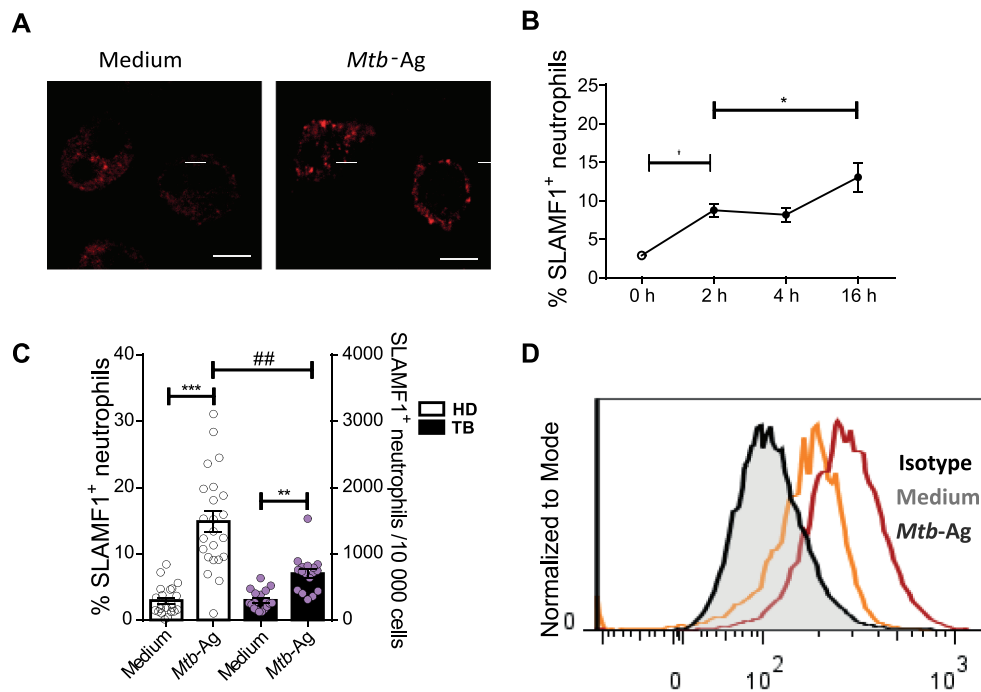 A
Medium
Mtb-Ag
B
% SLAMF1+ neutrophils
25
20
15
10
5
0
*
*
0 h
2 h
4 h
16 h
C
% SLAMF1+ neutrophils
40
30
20
10
0
***
##
**
4000
3000
2000
1000
0
SLAMF1+
neutrophils /10 000 cells
HD
TB
Medium
Mtb-Ag
Medium
Mtb-Ag
D
Normalized to Mode
0
Isotype
Medium
Mtb-Ag
0
10²
10³